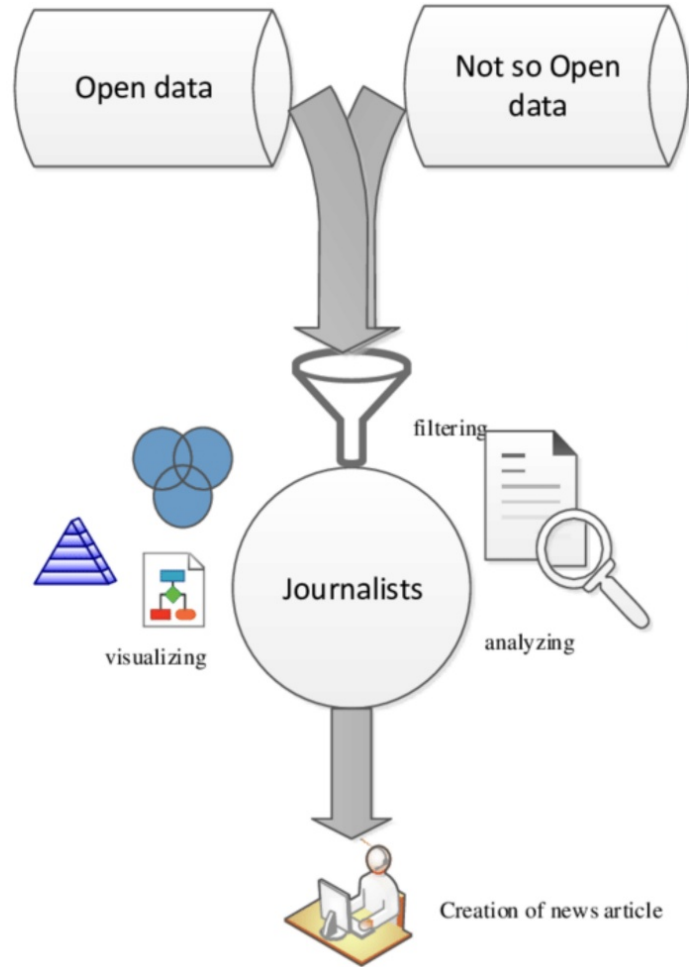 Open data
Not so Open
data
filtering
Journalists
visualizing
analyzing
Creation of news article